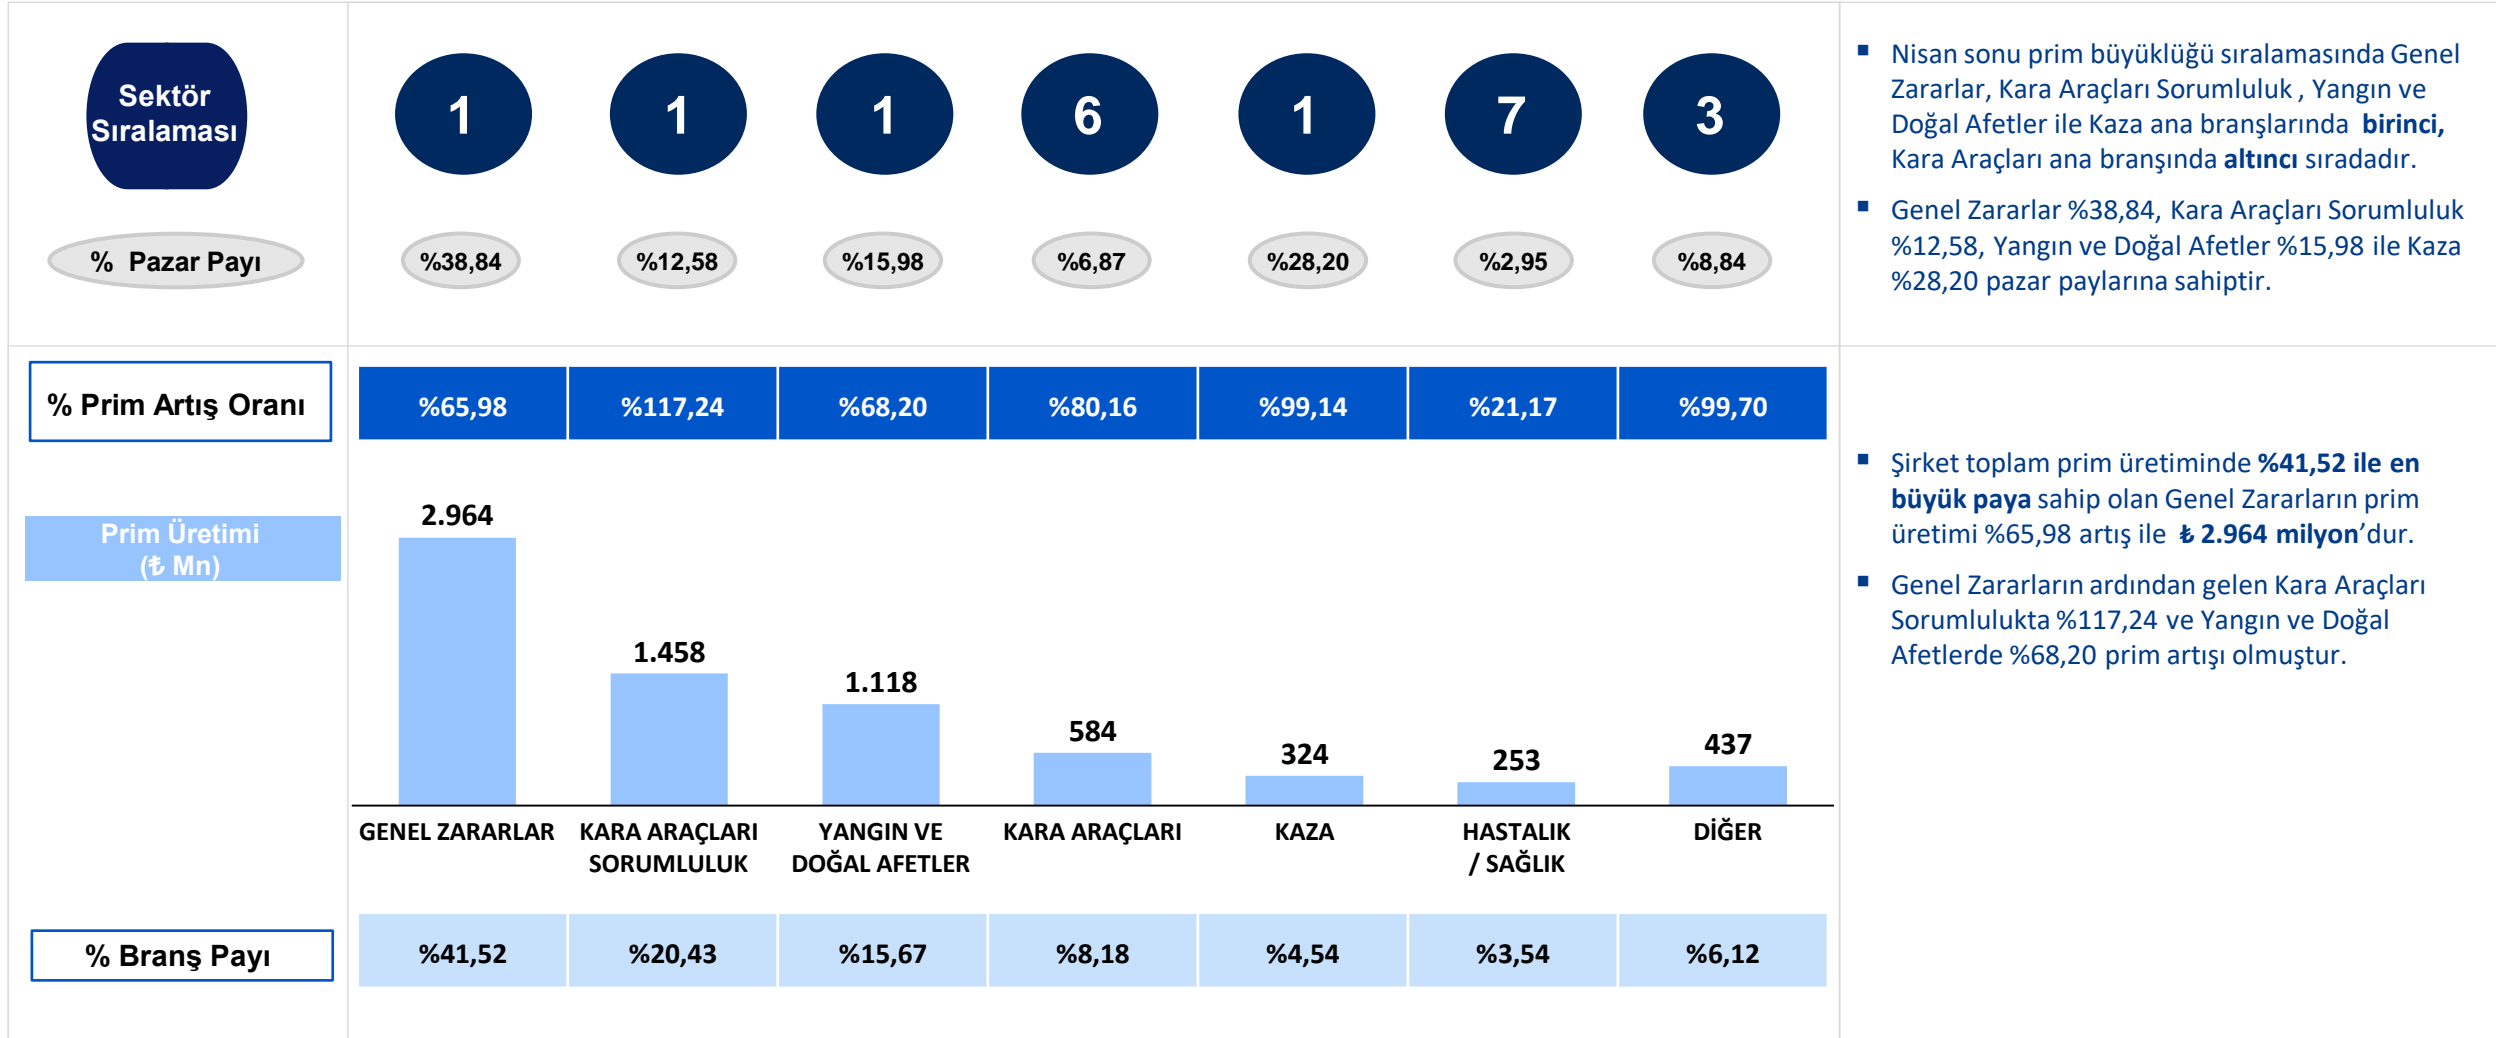 Sektör
Sıralaması
1 1 1 6 1 7 3
% Pazar Payı
%38,84 %12,58 %15,98 %6,87 %28,20 %2,95 %8,84
▪ Nisan sonu prim büyüklüğü sıralamasında Genel
Zararlar, Kara Araçları Sorumluluk , Yangın ve
Doğal Afetler ile Kaza ana branşlarında birinci,
Kara Araçları ana branşında altıncı sıradadır.
▪ Genel Zararlar %38,84, Kara Araçları Sorumluluk
%12,58, Yangın ve Doğal Afetler %15,98 ile Kaza
%28,20 pazar paylarına sahiptir.
% Prim Artış Oranı
%65,98 %117,24 %68,20 %80,16 %99,14 %21,17 %99,70
Prim Üretimi
(₺ Mn)
2.964
1.458
1.118
584
324
253
437
GENEL ZARARLAR
KARA ARAÇLARI
SORUMLULUK
YANGIN VE
DOĞAL AFETLER
KARA ARAÇLARI
KAZA
HASTALIK
/ SAĞLIK
DİĞER
% Branş Payı
%41,52 %20,43 %15,67 %8,18 %4,54 %3,54 %6,12
▪ Şirket toplam prim üretiminde %41,52 ile en
büyük paya sahip olan Genel Zararların prim
üretimi %65,98 artış ile ₺ 2.964 milyon’dur.
▪ Genel Zararların ardından gelen Kara Araçları
Sorumlulukta %117,24 ve Yangın ve Doğal
Afetlerde %68,20 prim artışı olmuştur.